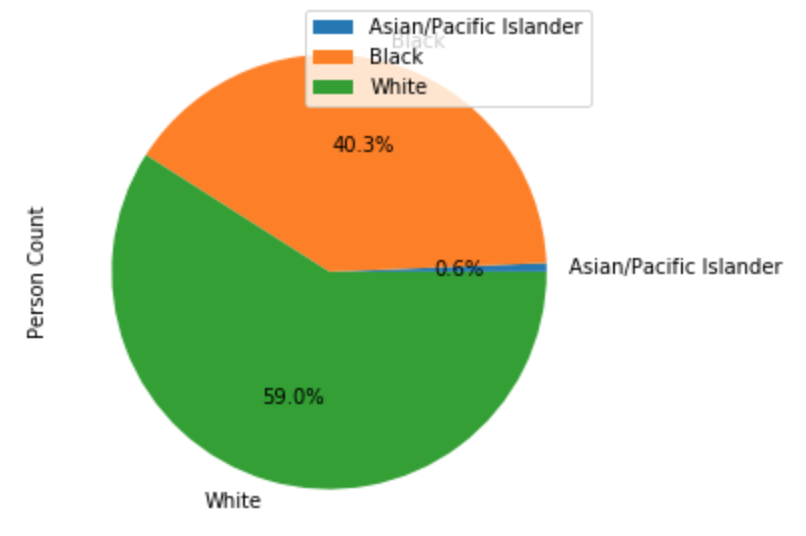 Asian/Pacific Islander
Black
Black
White
40.3%
Person Count
0.6%
Asian/Pacific Islander
59.0%
White